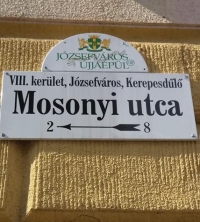 JÓZSEFVÁROS
ÚJJÁÉPÜL
VIII. kerület, Józsefváros, Kerepesdűlő
Mosonyi utca
2 8